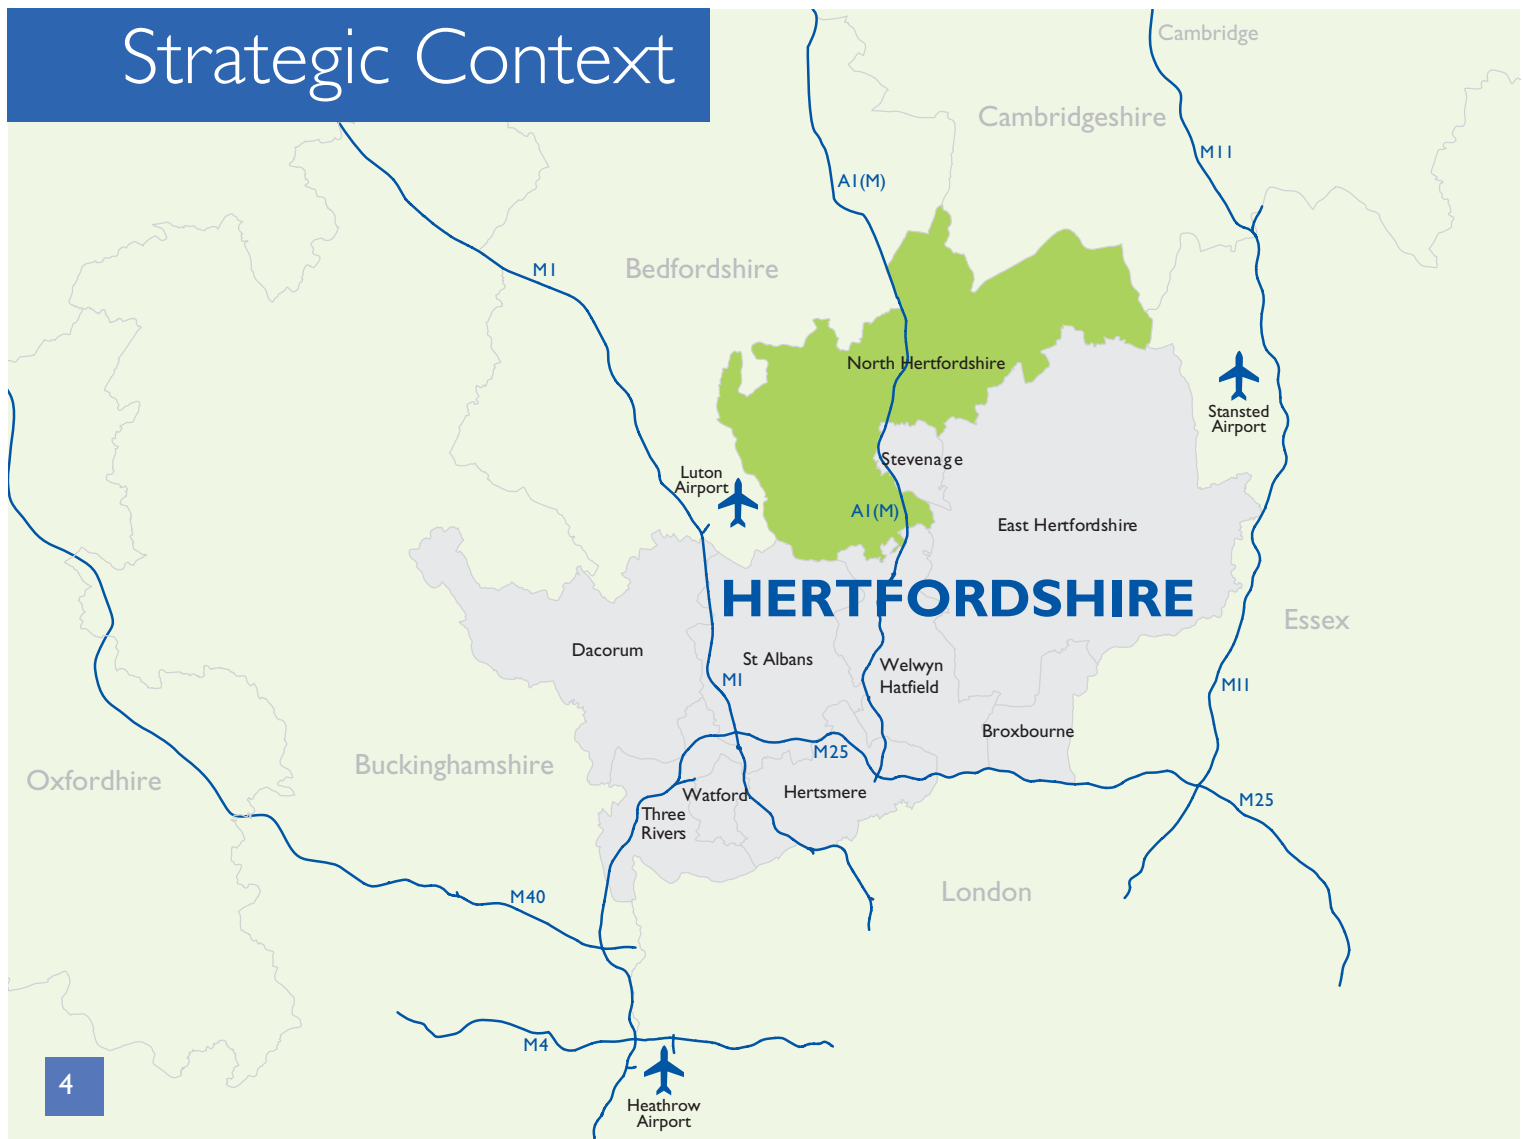 Strategic Context
Cambridge
Cambridgeshire
M11
A1(M)
Bedfordshire
M1
North Hertfordshire
Stansted
Airport
Stevenage
Luton
Airport
A1(M)
East Hertfordshire
HERTFORDSHIRE
Essex
Dacorum
St Albans
Welwyn
Hatfield
M1
M11
Broxbourne
M25
Buckinghamshire
Oxfordhire
Hertsmere
Watford
M25
Three
Rivers
London
M40
M4
4
Heathrow
Airport